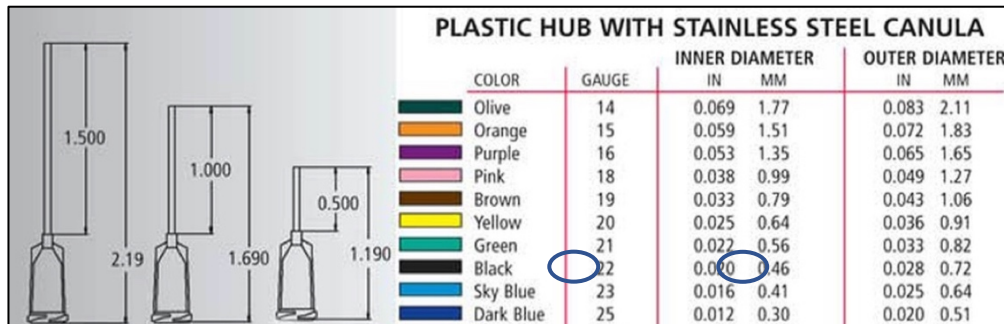 PLASTIC HUB WITH STAINLESS STEEL CANULA
INNER DIAMETER OUTER DIAMETER
COLOR GAUGE IN MM IN MM
Olive 14 0.069 1.77 0.083 2.11
Orange 15 0.059 1.51 0.072 1.83
Purple 16 0.053 1.35 0.065 1.65
Pink 18 0.038 0.99 0.049 1.27
Brown 19 0.033 0.79 0.043 1.06
Yellow 20 0.025 0.64 0.036 0.91
Green 21 0.022 0.56 0.033 0.82
Black 22 0.020 0.46 0.028 0.72
Sky Blue 23 0.016 0.41 0.025 0.64
Dark Blue 25 0.012 0.30 0.020 0.51
1.500
1.000
0.500
2.19
1.690
1.190